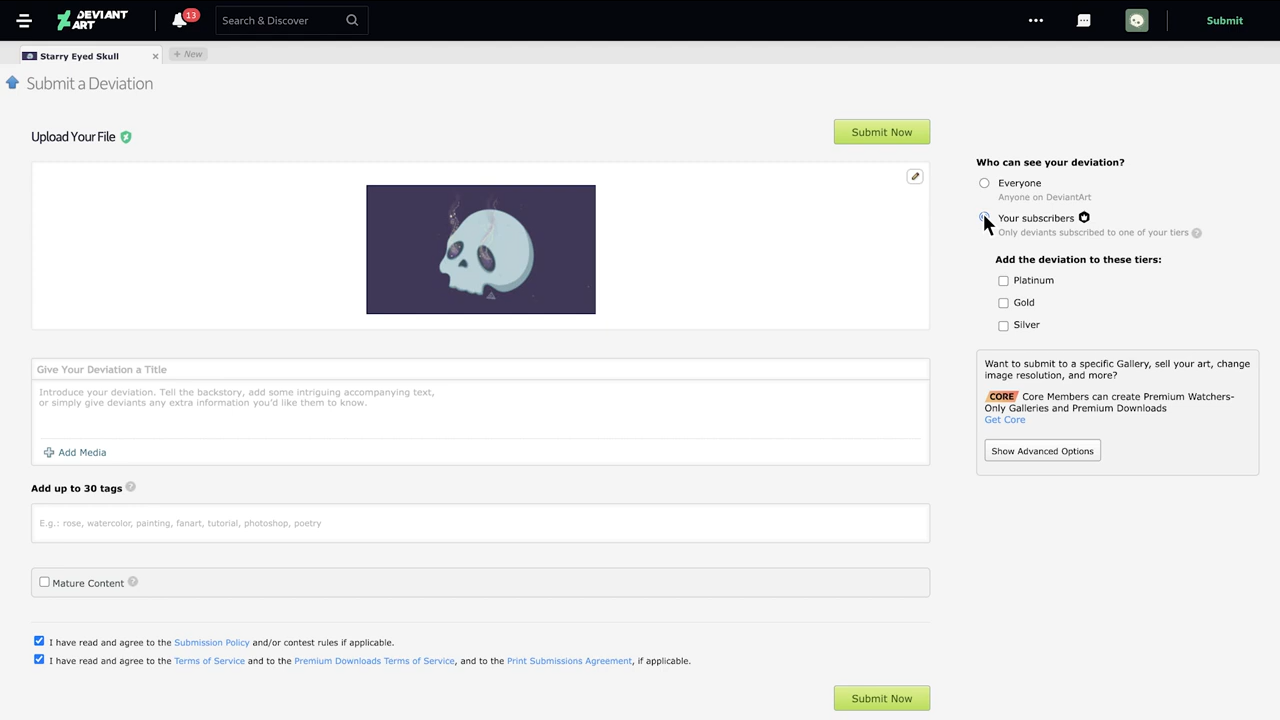 DEVIANT
ART
13
Search & Discover
Submit
Starry Eyed Skull
+ New
Submit a Deviation
Upload Your File
Submit Now
Who can see your deviation?
Everyone
Anyone on DeviantArt
Your subscribers
Only deviants subscribed to one of your tiers ?
Add the deviation to these tiers:
Platinum
Gold
Silver
Want to submit to a specific Gallery, sell your art, change
image resolution, and more?
CORE Core Members can create Premium Watchers-
Only Galleries and Premium Downloads
Get Core
Show Advanced Options
Give Your Deviation a Title
Introduce your deviation. Tell the backstory, add some intriguing accompanying text,
or simply give deviants any extra information you'd like them to know.
Add Media
Add up to 30 tags ?
E.g.: rose, watercolor, painting, fanart, tutorial, photoshop, poetry
Mature Content ?
I have read and agree to the Submission Policy and/or contest rules if applicable.
I have read and agree to the Terms of Service and to the Premium Downloads Terms of Service, and to the Print Submissions Agreement, if applicable.
Submit Now